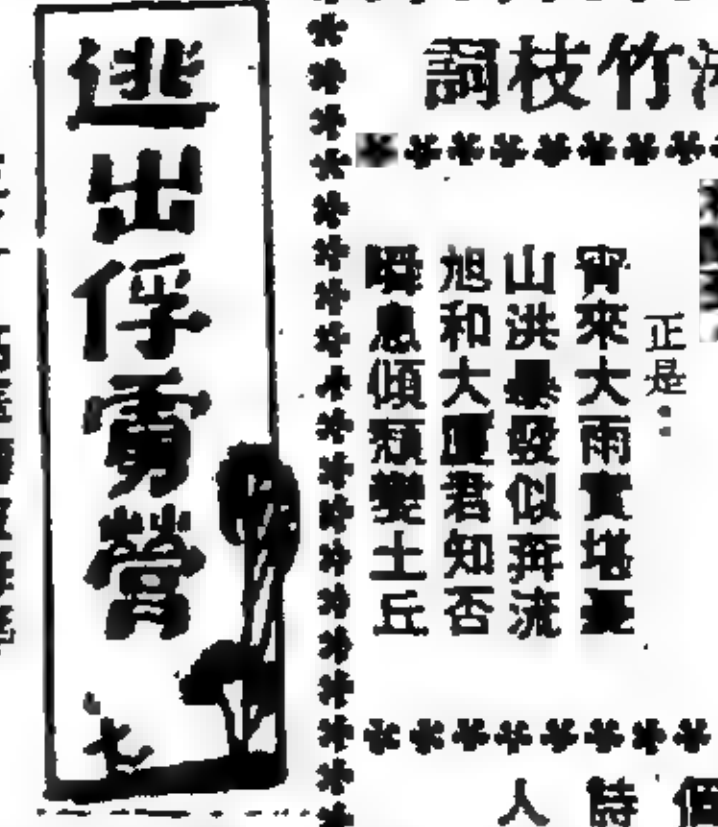 竹枝詞
正是：
宵來大雨實堪憂
山洪暴發似奔流
旭和大廈君知否
瞬息傾頹變土丘
逃出俘虜營
詩人